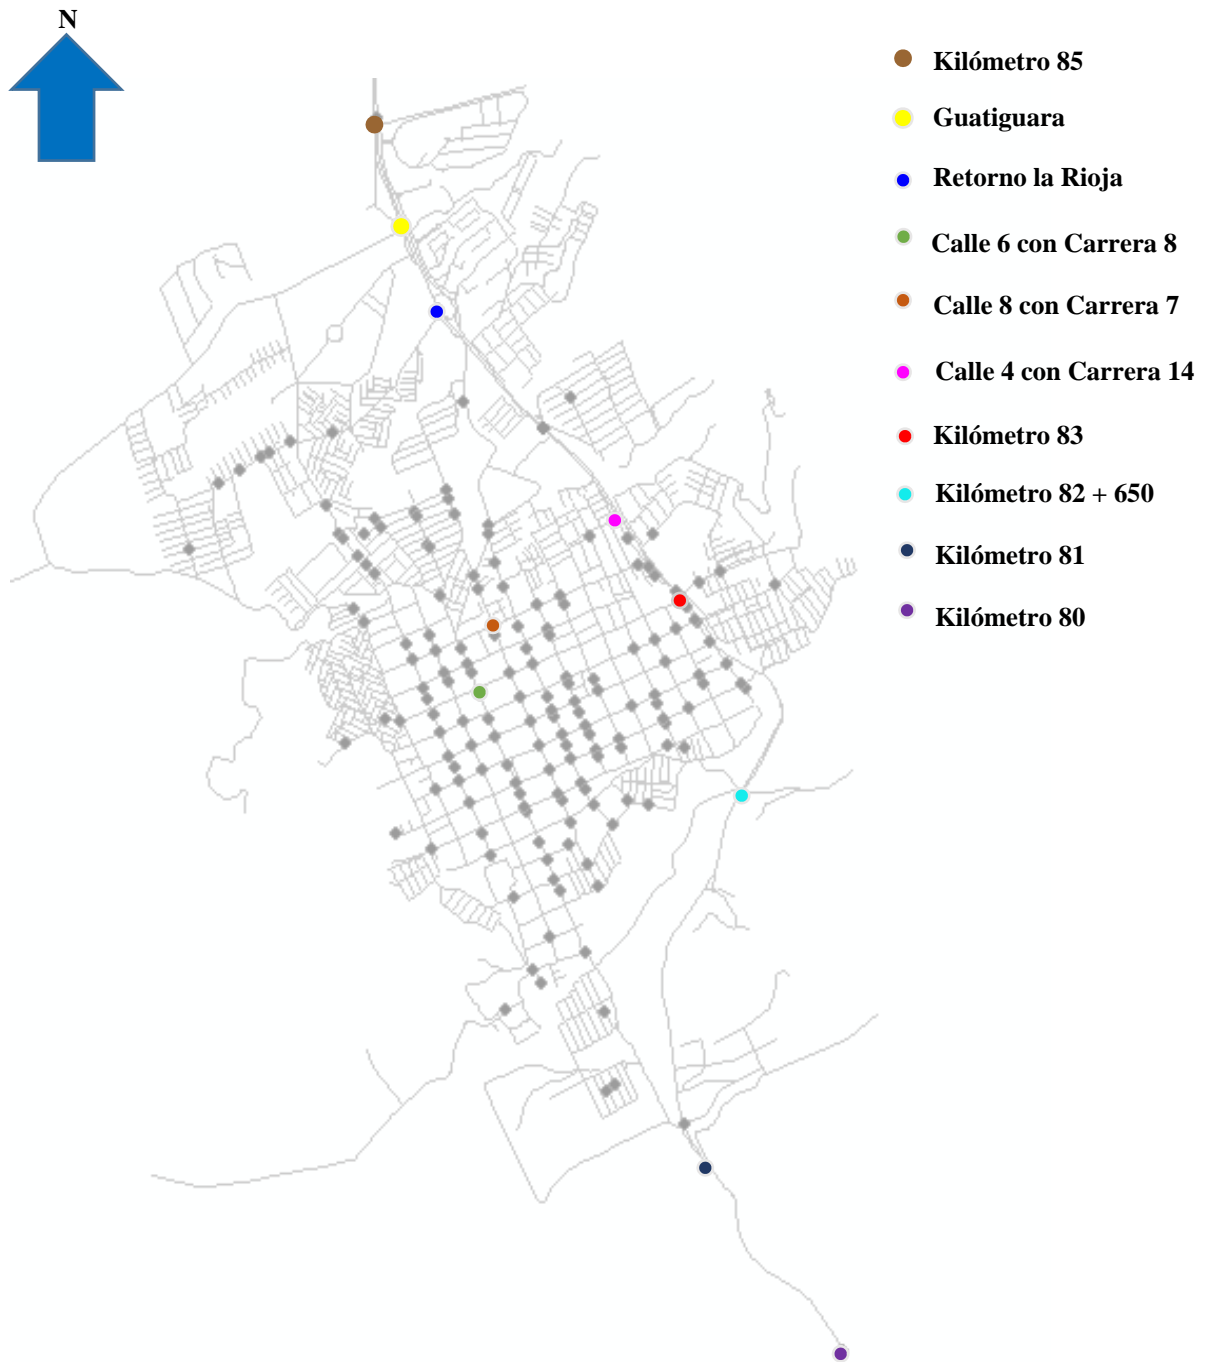 N
Kilómetro 85
Guatiguara
Retorno la Rioja
Calle 6 con Carrera 8
Calle 8 con Carrera 7
Calle 4 con Carrera 14
Kilómetro 83
Kilómetro 82 + 650
Kilómetro 81
Kilómetro 80